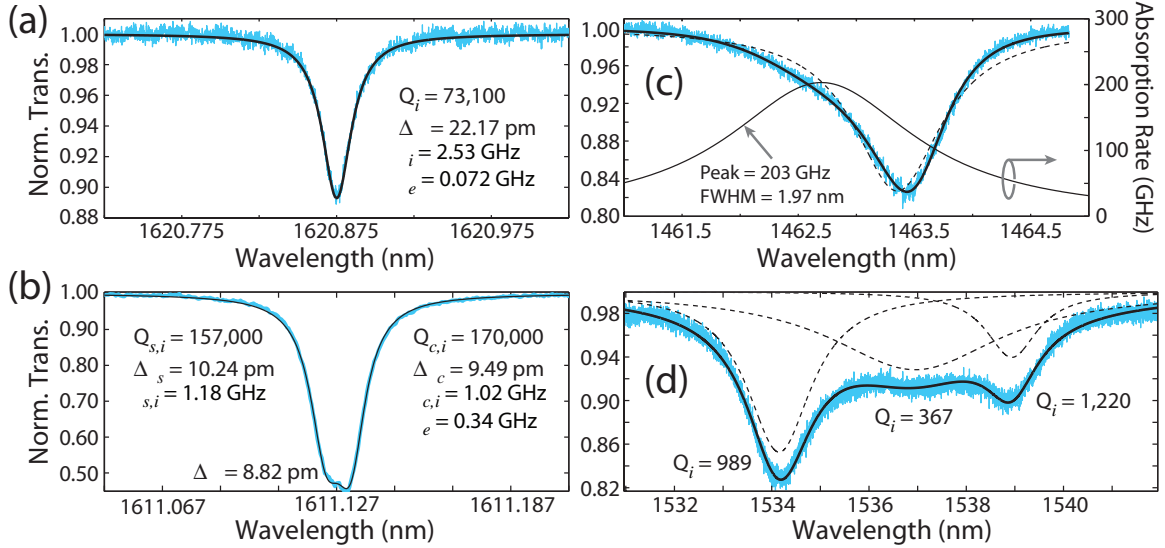 (a)
1.00
0.98
0.96
0.94
0.92
0.90
0.88
Norm. Trans.
Q_i = 73,100
Δ = 22.17 pm
i = 2.53 GHz
e = 0.072 GHz
1620.775
1620.875
1620.975
Wavelength (nm)
(c)
1.00
0.96
0.92
0.88
0.84
0.80
Peak = 203 GHz
FWHM = 1.97 nm
300
200
100
0
Absorption Rate (GHz)
1461.5
1462.5
1463.5
1464.5
Wavelength (nm)
(b)
1.00
0.90
0.80
0.70
0.60
0.50
Norm. Trans.
Q_s,i = 157,000
Δ s = 10.24 pm
s,i = 1.18 GHz
Q_c,i = 170,000
Δ c = 9.49 pm
c,i = 1.02 GHz
e = 0.34 GHz
Δ = 8.82 pm
1611.067
1611.127
1611.187
Wavelength (nm)
(d)
0.98
0.94
0.90
0.86
0.82
Q_i = 989
Q_i = 367
Q_i = 1,220
1532
1534
1536
1538
1540
Wavelength (nm)